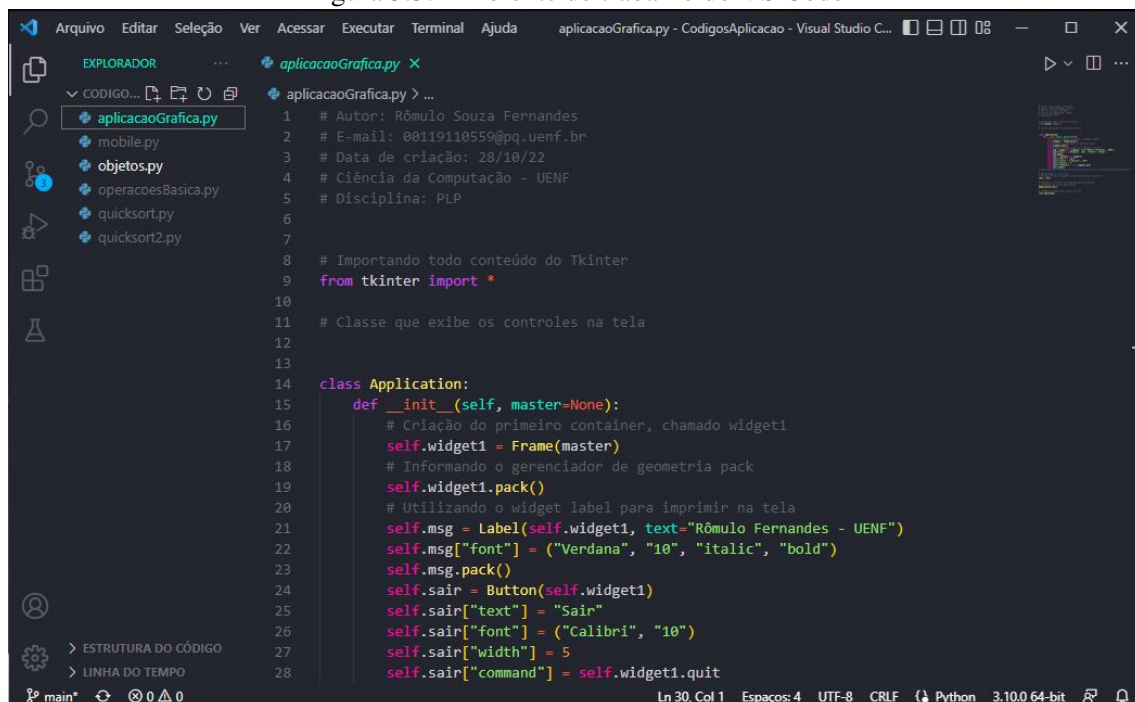 Arquivo Editar Seleção Ver Acessar Executar Terminal Ajuda aplicacaoGrafica.py - CodigosAplicacao - Visual Studio C...
EXPLORADOR ...
CODIGO...
aplicacaoGrafica.py
mobile.py
objetos.py
operacoesBasica.py
quicksort.py
quicksort2.py
3
ESTRUTURA DO CÓDIGO
LINHA DO TEMPO
aplicacaoGrafica.py
aplicacaoGrafica.py > ...
1 # Autor: Rômulo Souza Fernandes
2 # E-mail: 00119110559@pq.uenf.br
3 # Data de criação: 28/10/22
4 # Ciência da Computação - UENF
5 # Disciplina: PLP
6
7
8 # Importando todo conteúdo do Tkinter
9 from tkinter import *
10
11 # Classe que exibe os controles na tela
12
13
14 class Application:
15 def __init__(self, master=None):
16 # Criação do primeiro container, chamado widget1
17 self.widget1 = Frame(master)
18 # Informando o gerenciador de geometria pack
19 self.widget1.pack()
20 # Utilizando o widget label para imprimir na tela
21 self.msg = Label(self.widget1, text="Rômulo Fernandes - UENF")
22 self.msg["font"] = ("Verdana", "10", "italic", "bold")
23 self.msg.pack()
24 self.sair = Button(self.widget1)
25 self.sair["text"] = "Sair"
26 self.sair["font"] = ("Calibri", "10")
27 self.sair["width"] = 5
28 self.sair["command"] = self.widget1.quit
main* 0 0 Ln 30, Col 1 Espaços: 4 UTF-8 CRLF Python 3.10.0 64-bit